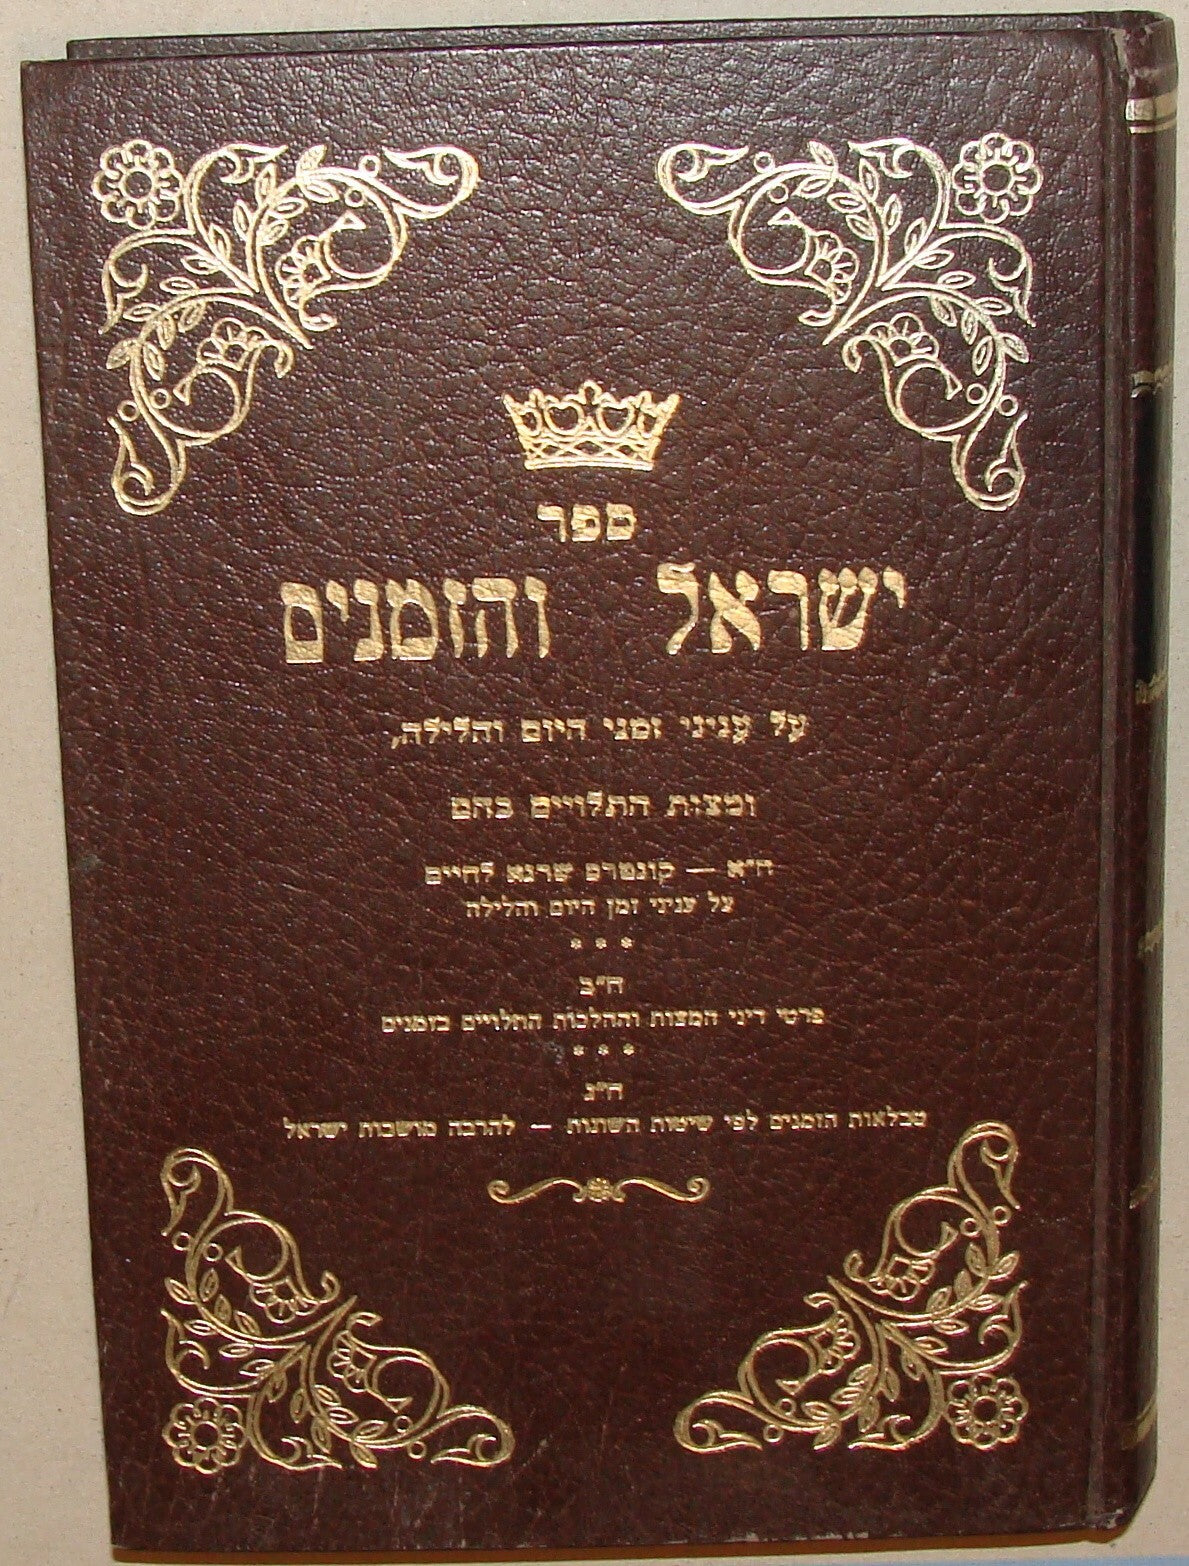 ספר
ישראל והזמנים
על עניני זמני היום והלילה,
ומצות התלויים בהם
ח״א — קונטרס שרגא לחיים
על עניני זמן היום והלילה
* * *
ח״ב
פרטי דיני המצות וההלכות התלויים בזמנים
* * *
ח״ג
טבלאות הזמנים לפי שיטות השונות — להרבה מושבות ישראל